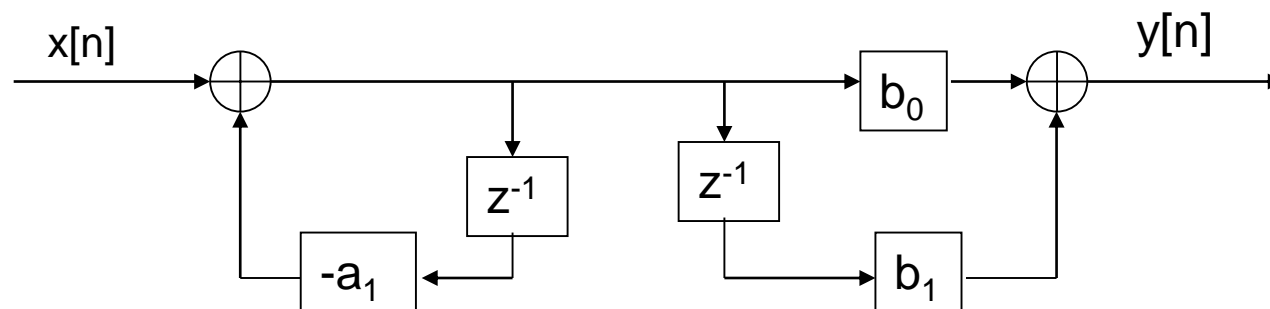 x[n]
y[n]
b₀
z⁻¹
z⁻¹
-a₁
b₁